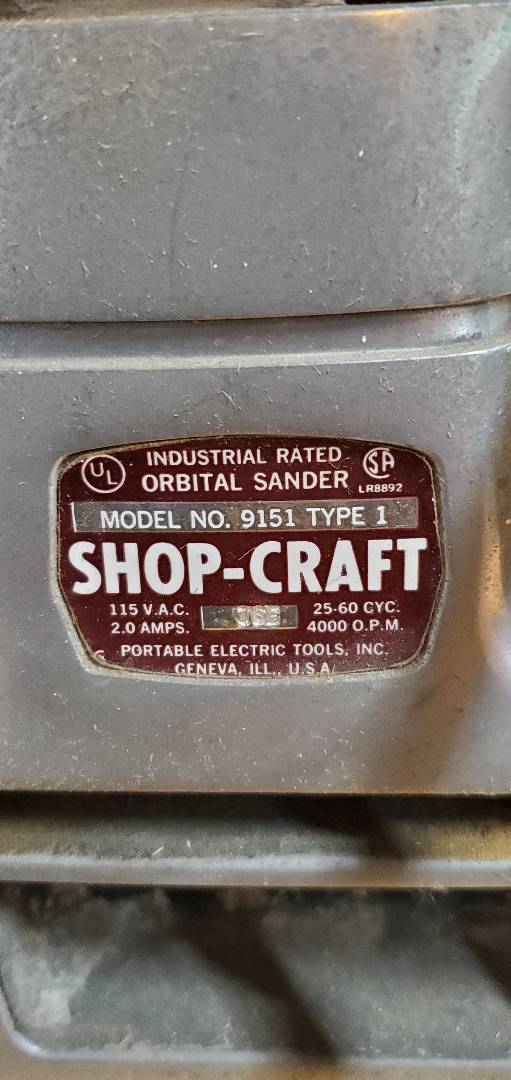 UL
INDUSTRIAL RATED
ORBITAL SANDER
SA
LR8892
MODEL NO. 9151 TYPE 1
SHOP-CRAFT
115 V.A.C.
25-60 CYC.
2.0 AMPS.
4000 O.P.M.
PORTABLE ELECTRIC TOOLS, INC.
GENEVA, ILL., U.S.A.